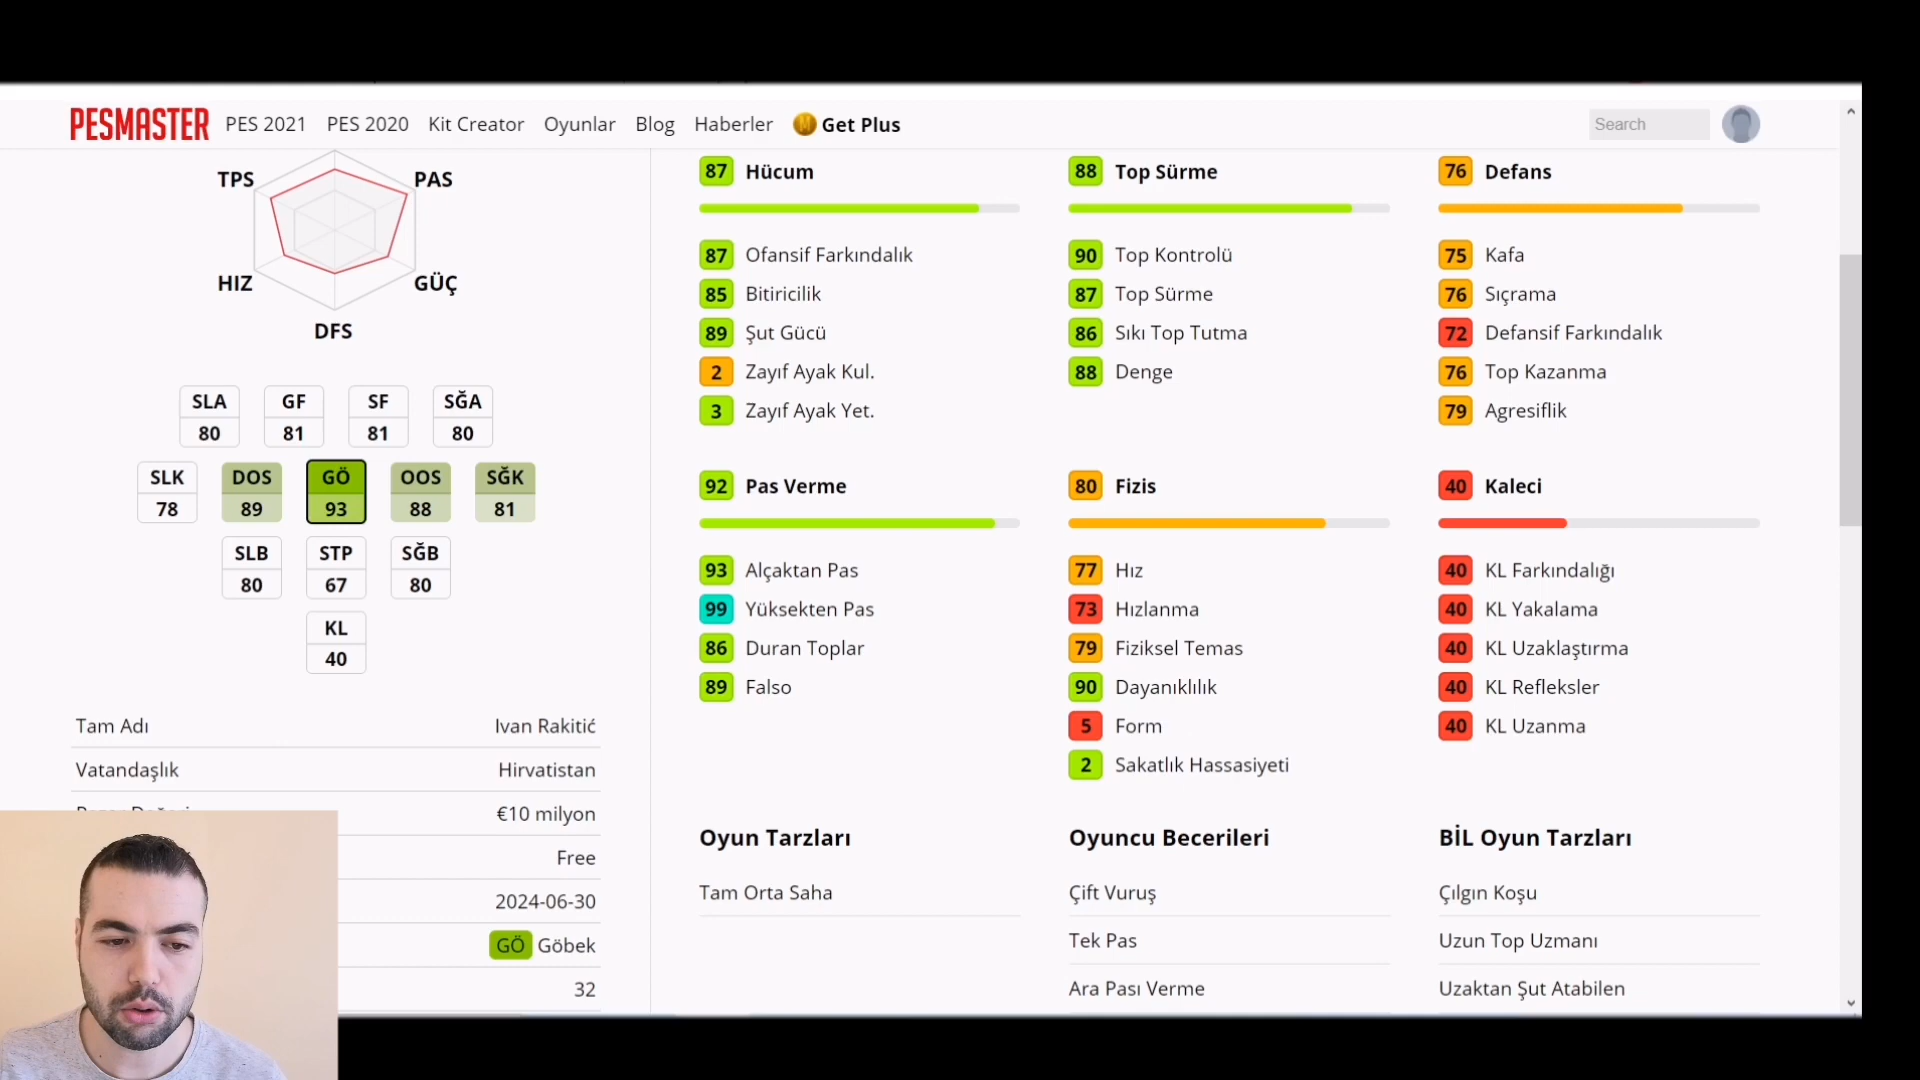 PESMASTER PES 2021 PES 2020 Kit Creator Oyunlar Blog Haberler Get Plus Search
TPS PAS
HIZ GÜÇ
DFS
SLA GF SF SĞA
80 81 81 80
SLK DOS GÖ OOS SĞK
78 89 93 88 81
SLB STP SĞB
80 67 80
KL
40
Tam Adı Ivan Rakitić
Vatandaşlık Hirvatistan
€10 milyon
Free
2024-06-30
GÖ Göbek
32
87 Hücum
87 Ofansif Farkındalık
85 Bitiricilik
89 Şut Gücü
2 Zayıf Ayak Kul.
3 Zayıf Ayak Yet.
88 Top Sürme
90 Top Kontrolü
87 Top Sürme
86 Sıkı Top Tutma
88 Denge
76 Defans
75 Kafa
76 Sıçrama
72 Defansif Farkındalık
76 Top Kazanma
79 Agresiflik
92 Pas Verme
93 Alçaktan Pas
99 Yüksekten Pas
86 Duran Toplar
89 Falso
80 Fizis
77 Hız
73 Hızlanma
79 Fiziksel Temas
90 Dayanıklılık
5 Form
2 Sakatlık Hassasiyeti
40 Kaleci
40 KL Farkındalığı
40 KL Yakalama
40 KL Uzaklaştırma
40 KL Refleksler
40 KL Uzanma
Oyun Tarzları
Tam Orta Saha
Oyuncu Becerileri
Çift Vuruş
Tek Pas
Ara Pası Verme
BİL Oyun Tarzları
Çılgın Koşu
Uzun Top Uzmanı
Uzaktan Şut Atabilen